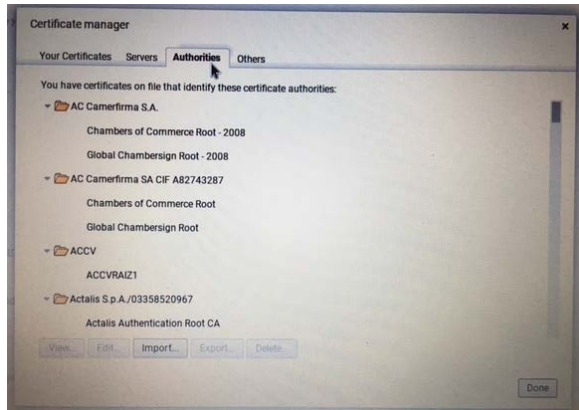 Certificate manager
Your Certificates Servers Authorities Others
You have certificates on file that identify these certificate authorities:
AC Camerfirma S.A.
Chambers of Commerce Root - 2008
Global Chambersign Root - 2008
AC Camerfirma SA CIF A82743287
Chambers of Commerce Root
Global Chambersign Root
ACCV
ACCVRAIZ1
Actalis S.p.A./03358520967
Actalis Authentication Root CA
View... Edit... Import... Export... Delete...
Done